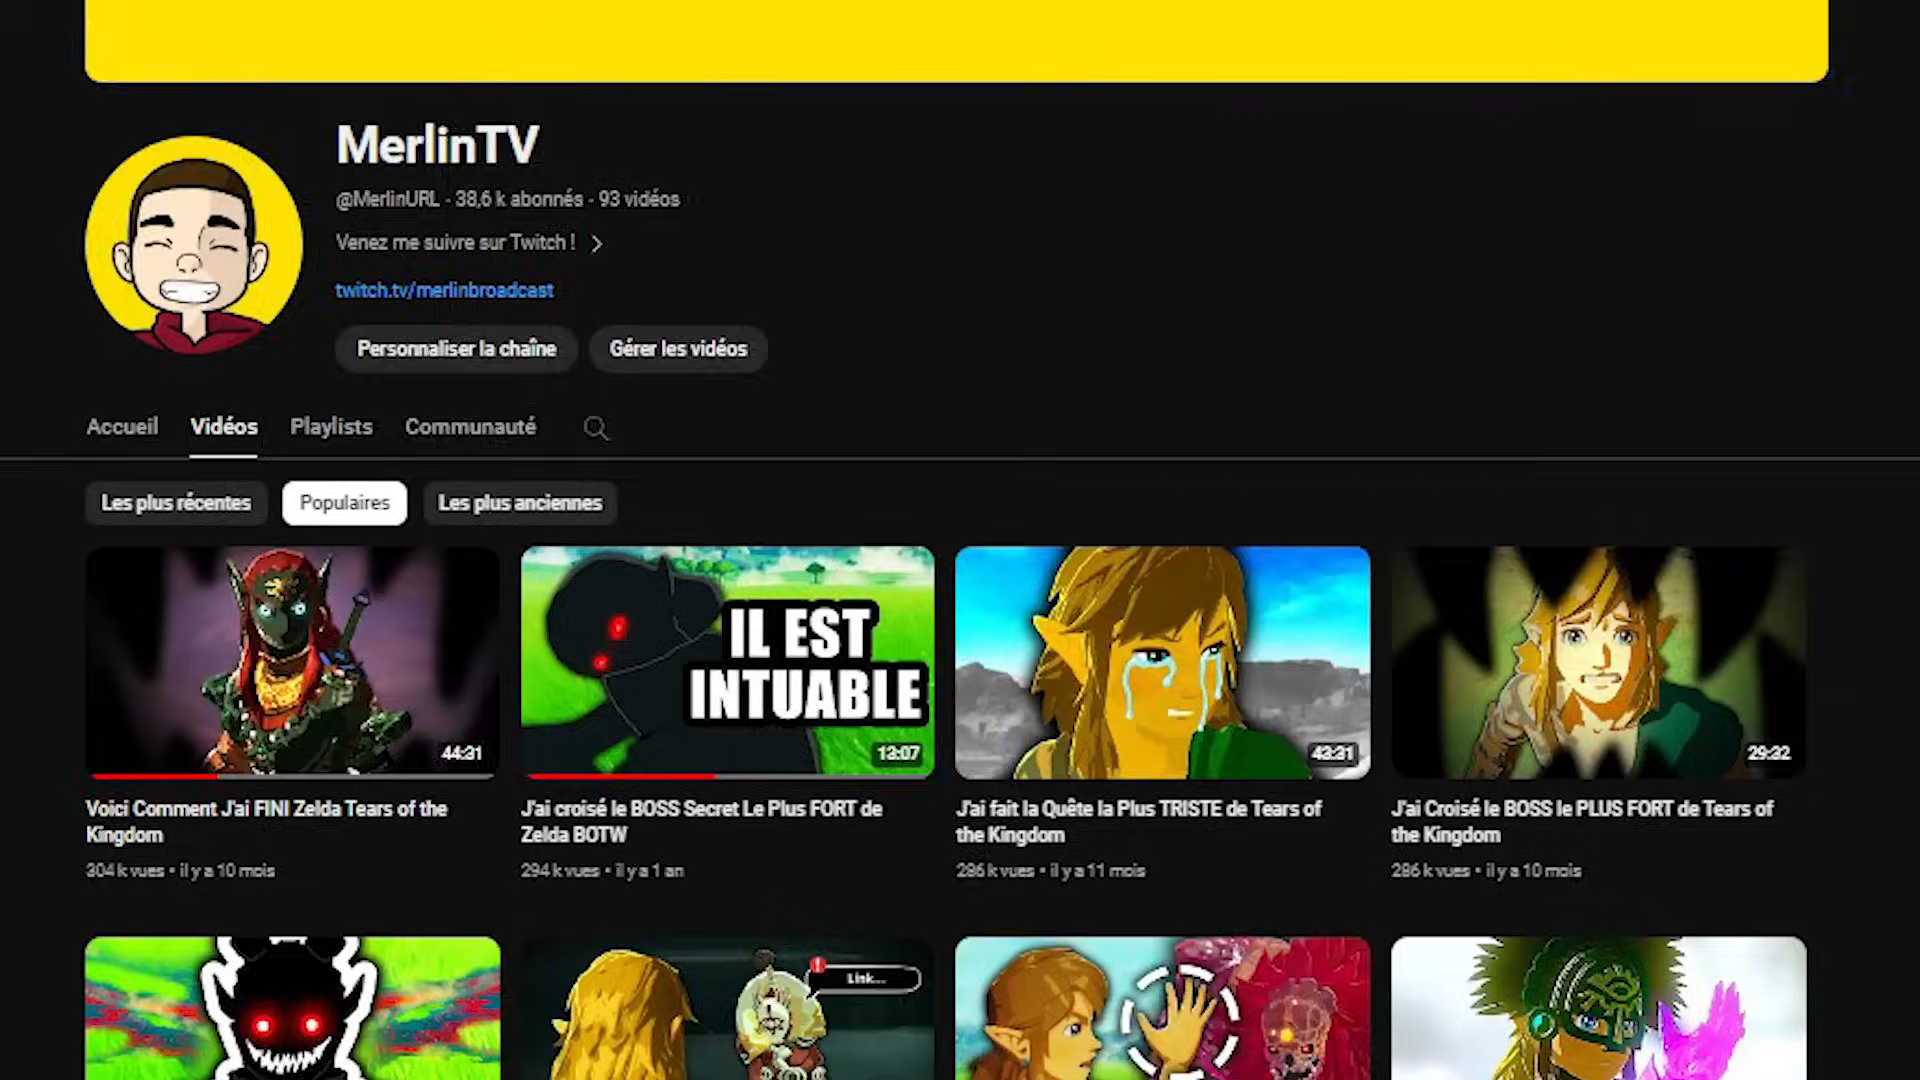 MerlinTV
@MerlinURL - 38,6 k abonnés - 93 vidéos
Venez me suivre sur Twitch !
twitch.tv/merlinbroadcast
Personnaliser la chaîne
Gérer les vidéos
Accueil
Vidéos
Playlists
Communauté
Les plus récentes
Populaires
Les plus anciennes
IL EST
INTUABLE
44:31
13:07
43:31
29:32
Voici Comment J'ai FINI Zelda Tears of the
Kingdom
304 k vues • il y a 10 mois
J'ai croisé le BOSS Secret Le Plus FORT de
Zelda BOTW
294 k vues • il y a 1 an
J'ai fait la Quête la Plus TRISTE de Tears of
the Kingdom
286 k vues • il y a 11 mois
J'ai Croisé le BOSS le PLUS FORT de Tears of
the Kingdom
286 k vues • il y a 10 mois
Link...